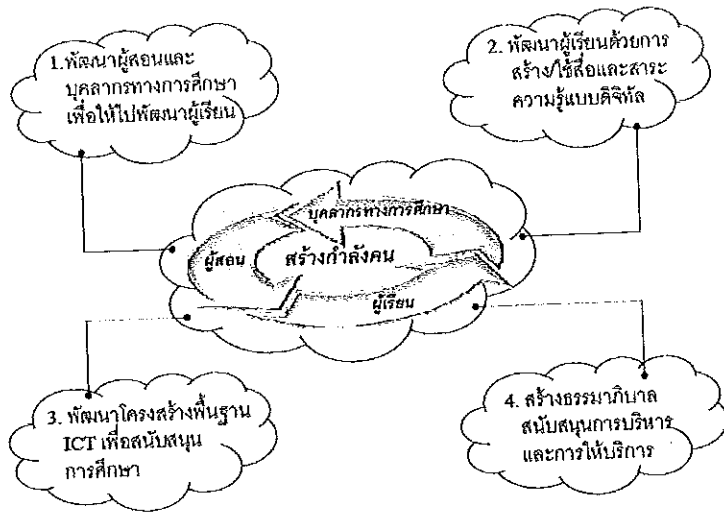 1.พัฒนาผู้สอนและ
บุคลากรทางการศึกษา
เพื่อให้ไปพัฒนาผู้เรียน
2. พัฒนาผู้เรียนด้วยการ
สร้าง/ใช้สื่อและสาระ
ความรู้แบบดิจิทัล
บุคลากรทางการศึกษา
ผู้สอน
สร้างกำลังคน
ผู้เรียน
3. พัฒนาโครงสร้างพื้นฐาน
ICT เพื่อสนับสนุน
การศึกษา
4. สร้างธรรมาภิบาล
สนับสนุนการบริหาร
และการให้บริการ